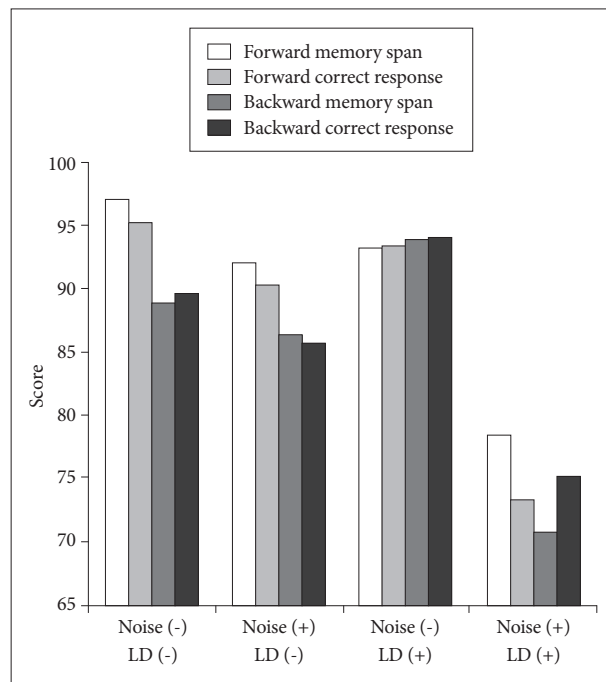 Forward memory span
Forward correct response
Backward memory span
Backward correct response
100
95
90
85
80
75
70
65
Score
Noise (-) Noise (+) Noise (-) Noise (+)
LD (-) LD (-) LD (+) LD (+)